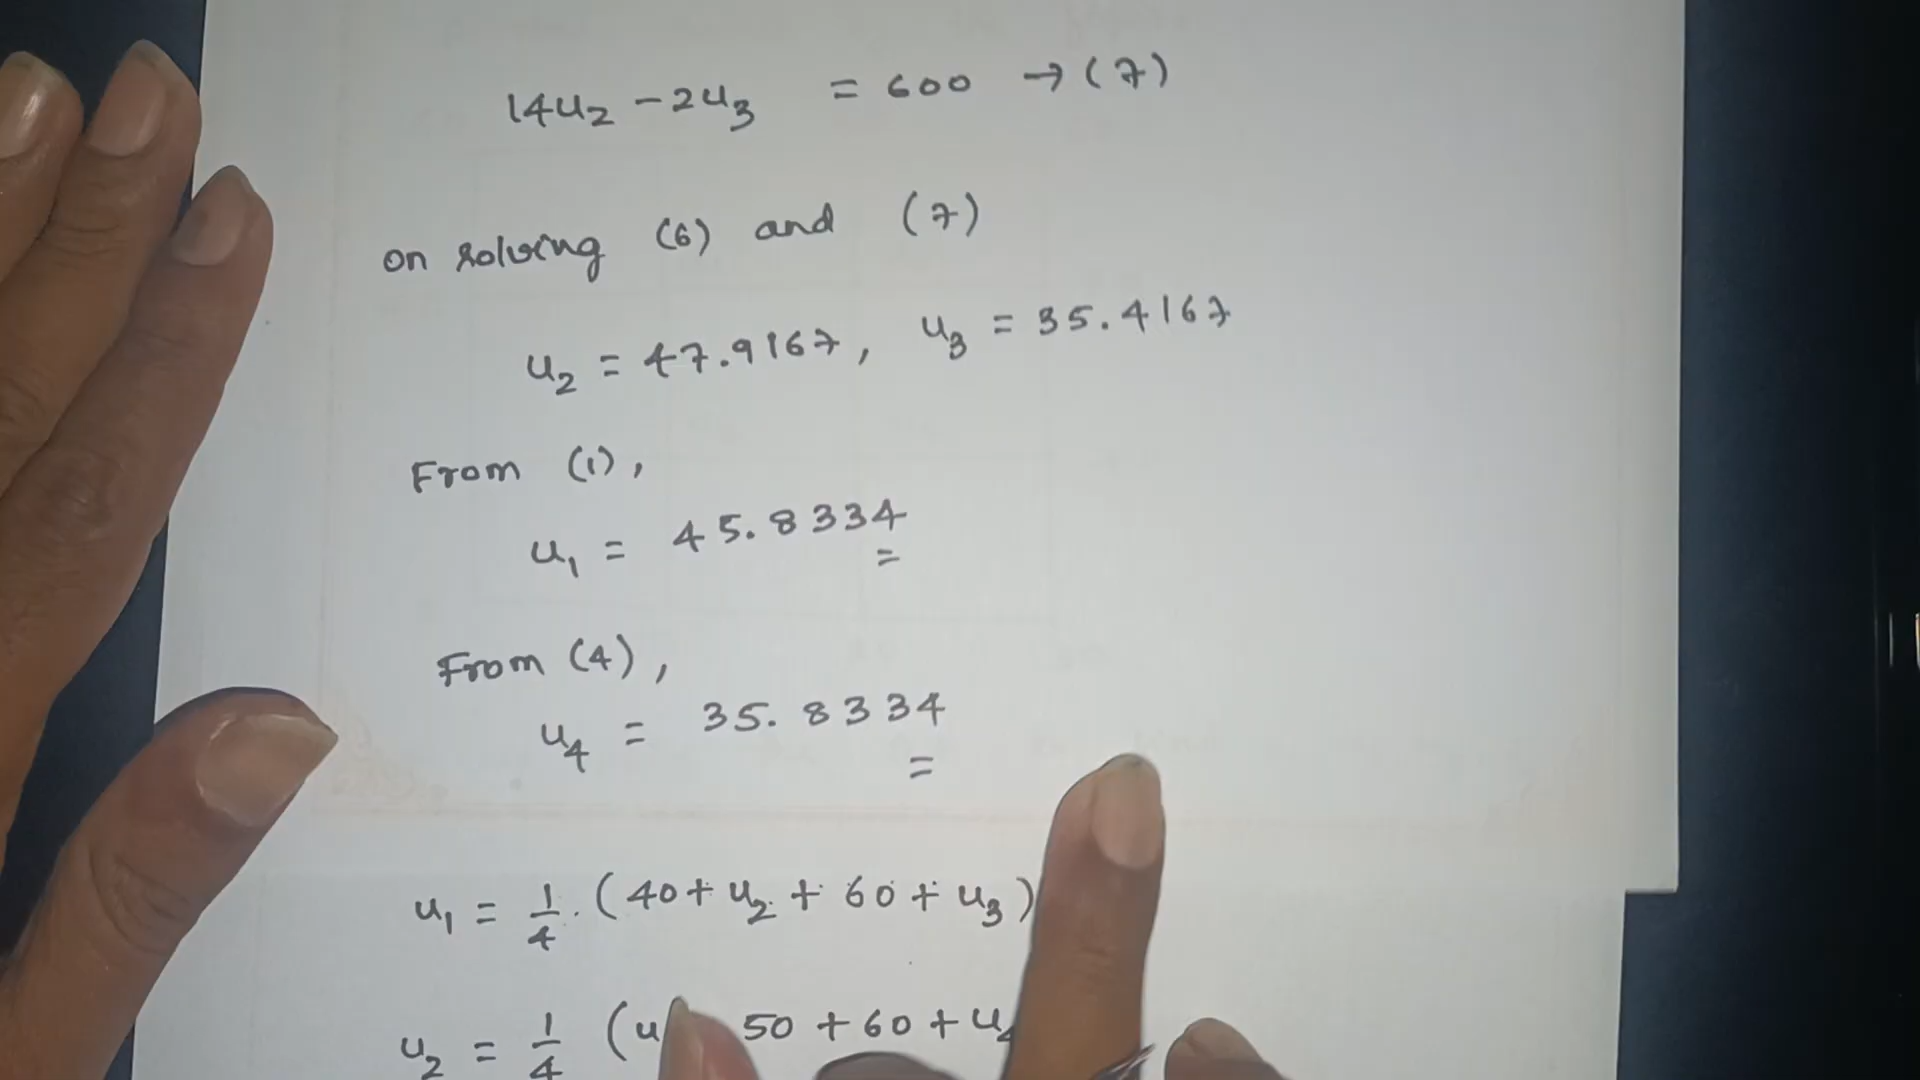 14u₂ - 2u₃ = 600 → (7)
on solving (6) and (7)
u₂ = 47.9167, u₃ = 35.4167
From (1),
u₁ = 45.8334
From (4),
u₄ = 35.8334
u₁ = 1/4 . (40 + u₂ + 60 + u₃)
u₂ = 1/4 (u 50 + 60 + u